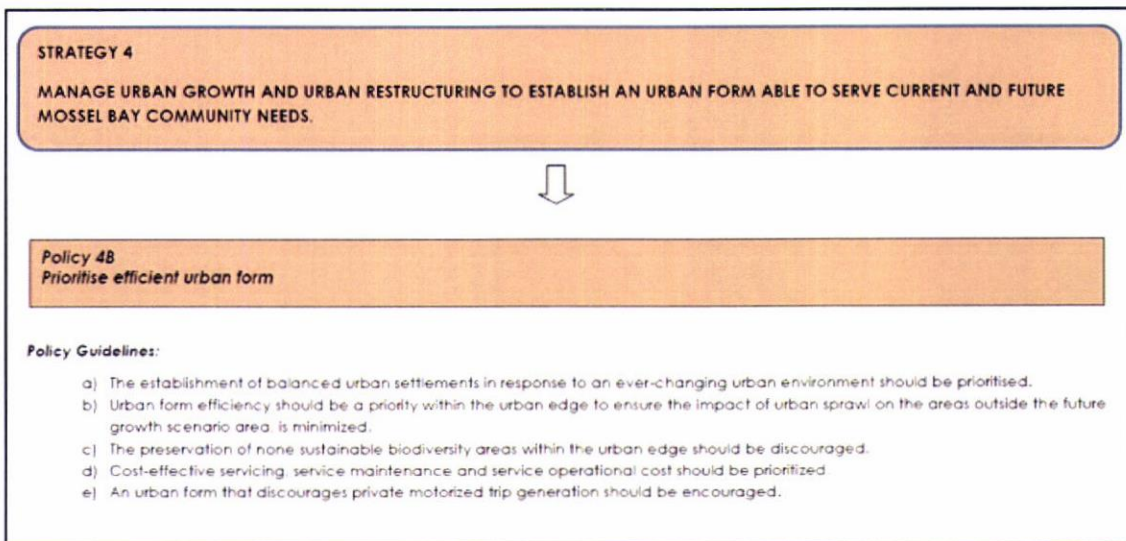 STRATEGY 4
MANAGE URBAN GROWTH AND URBAN RESTRUCTURING TO ESTABLISH AN URBAN FORM ABLE TO SERVE CURRENT AND FUTURE
MOSSEL BAY COMMUNITY NEEDS.
Policy 4B
Prioritise efficient urban form
Policy Guidelines:
a) The establishment of balanced urban settlements in response to an ever-changing urban environment should be prioritised.
b) Urban form efficiency should be a priority within the urban edge to ensure the impact of urban sprawl on the areas outside the future
growth scenario area, is minimized.
c) The preservation of none sustainable biodiversity areas within the urban edge should be discouraged.
d) Cost-effective servicing, service maintenance and service operational cost should be prioritized
e) An urban form that discourages private motorized trip generation should be encouraged.